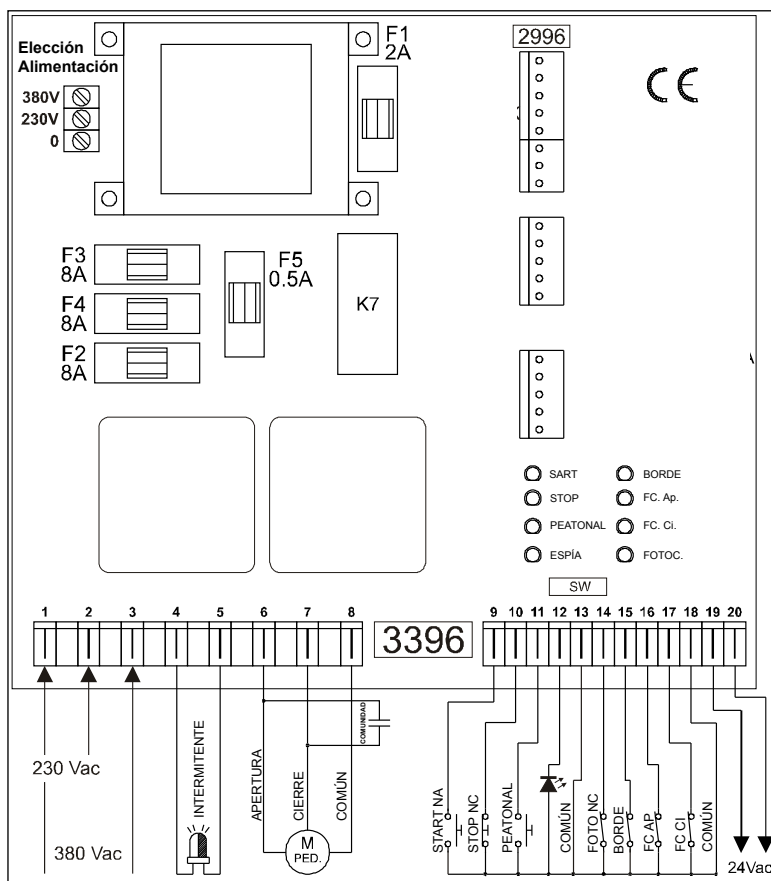 Elección
Alimentación
380V
230V
0
F1
2A
2996
CE
F3
8A
F4
8A
F2
8A
F5
0.5A
K7
SART
STOP
PEATONAL
ESPÍA
BORDE
FC. Ap.
FC. Ci.
FOTOC.
SW
1 2 3 4 5 6 7 8
3396
9 10 11 12 13 14 15 16 17 18 19 20
230 Vac
380 Vac
INTERMITENTE
APERTURA
CIERRE
COMÚN
COMUNIDAD
M
PED.
START NA
STOP NC
PEATONAL
COMÚN
FOTO NC
BORDE
FC AP
FC CI
COMÚN
24Vac